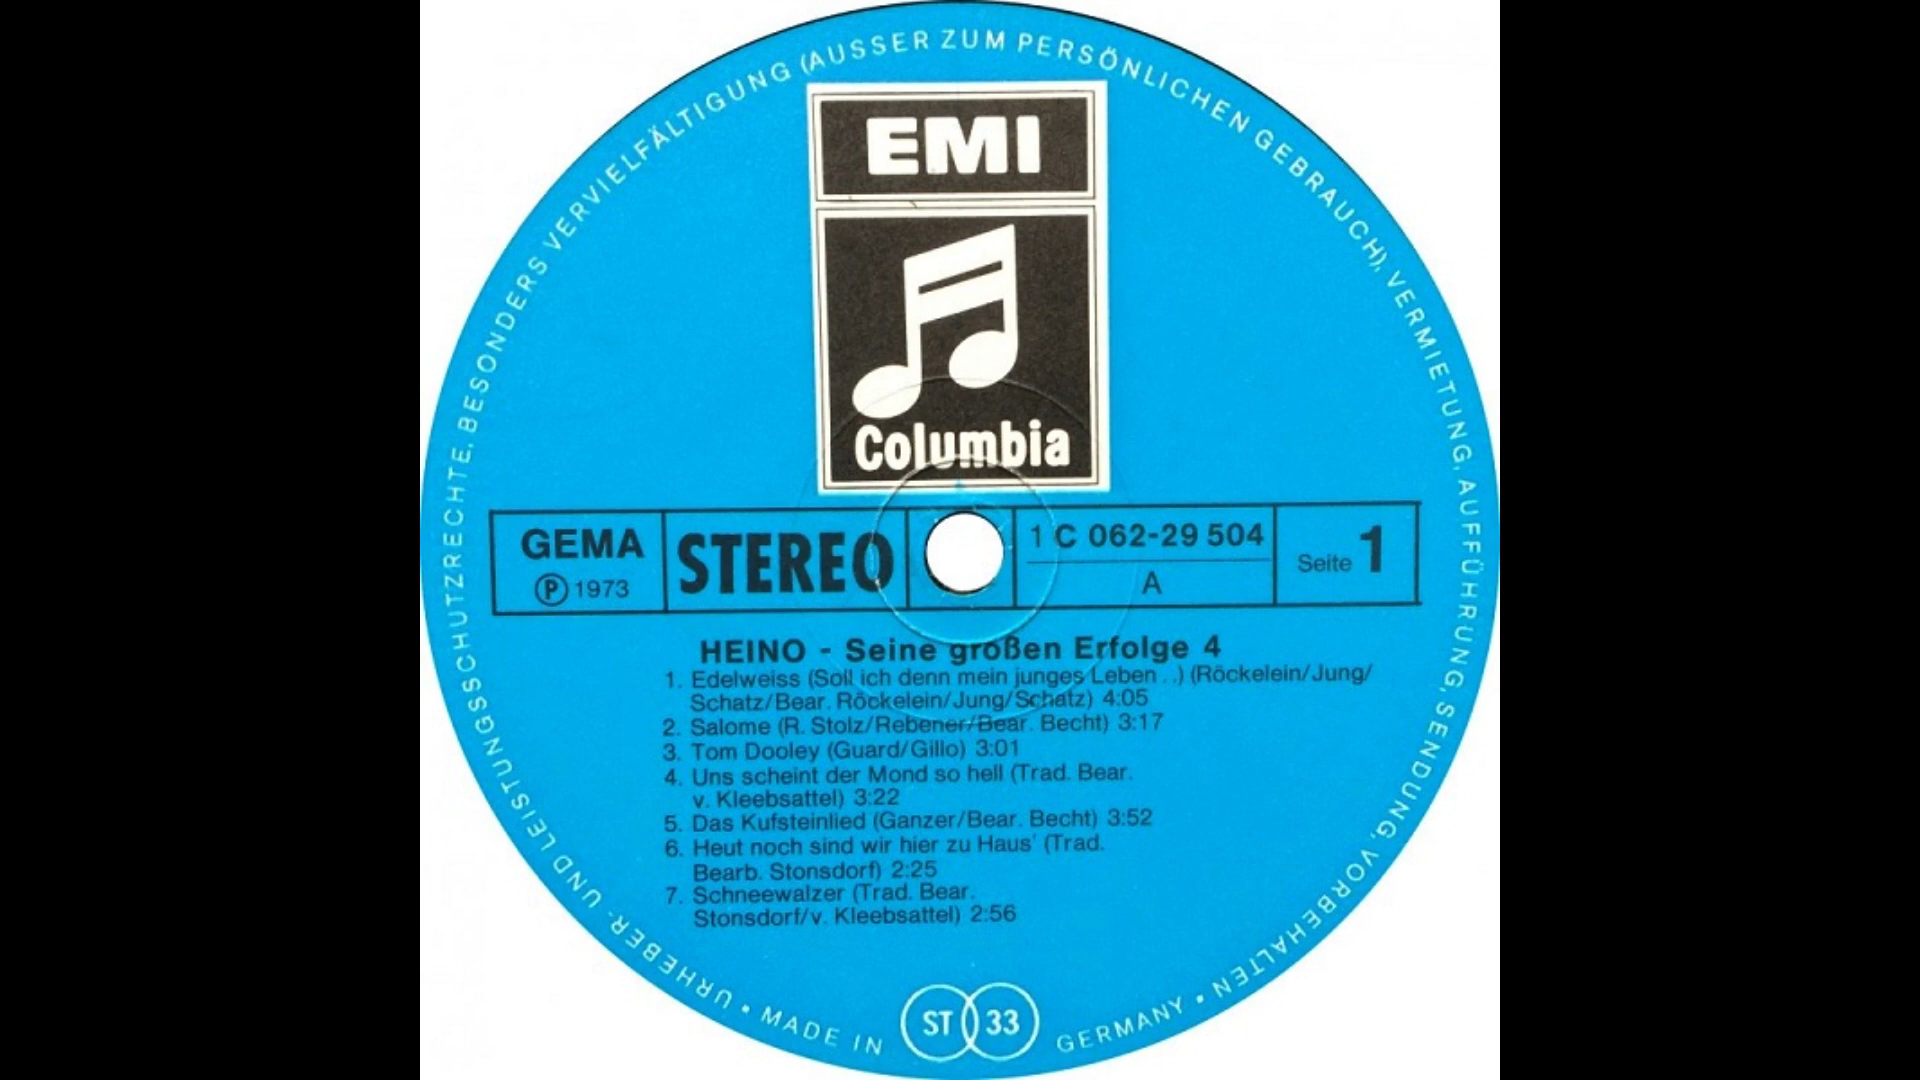 URHEBER- UND LEISTUNGSSCHUTZRECHTE, BESONDERS VERVIELFÄLTIGUNG (AUSSER ZUM PERSÖNLICHEN GEBRAUCH), VERMIETUNG, AUFFÜHRUNG, SENDUNG, VORBEHALTEN •
EMI
Columbia
GEMA
Ⓟ 1973
STEREO
1 C 062-29 504
A
Seite 1
HEINO - Seine großen Erfolge 4
1. Edelweiss (Soll ich denn mein junges Leben . .) (Röckelein/Jung/
Schatz/Bear. Röckelein/Jung/Schatz) 4:05
2. Salome (R. Stolz/Rebener/Bear. Becht) 3:17
3. Tom Dooley (Guard/Gillo) 3:01
4. Uns scheint der Mond so hell (Trad. Bear.
v. Kleebsattel) 3:22
5. Das Kufsteinlied (Ganzer/Bear. Becht) 3:52
6. Heut noch sind wir hier zu Haus' (Trad.
Bearb. Stonsdorf) 2:25
7. Schneewalzer (Trad. Bear.
Stonsdorf/v. Kleebsattel) 2:56
ST 33
• MADE IN GERMANY •